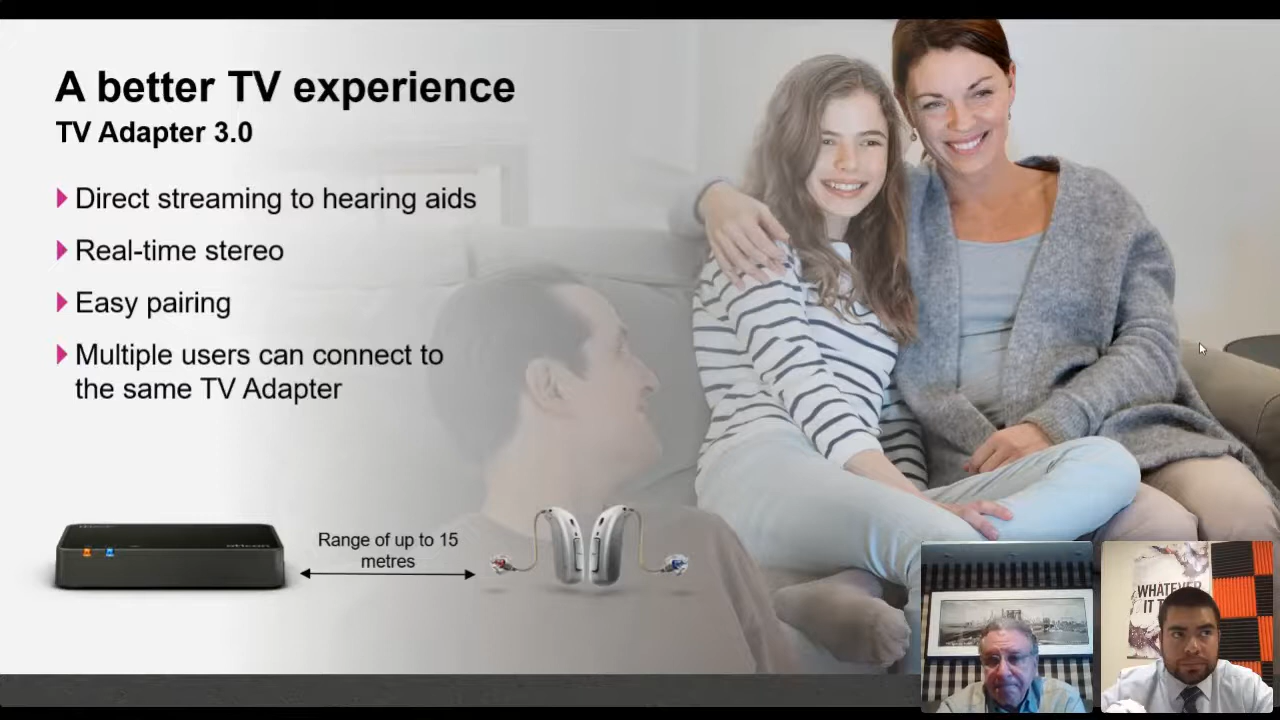 A better TV experience
TV Adapter 3.0
Direct streaming to hearing aids
Real-time stereo
Easy pairing
Multiple users can connect to
the same TV Adapter
Range of up to 15
metres
oticon
WHATEVER
IT